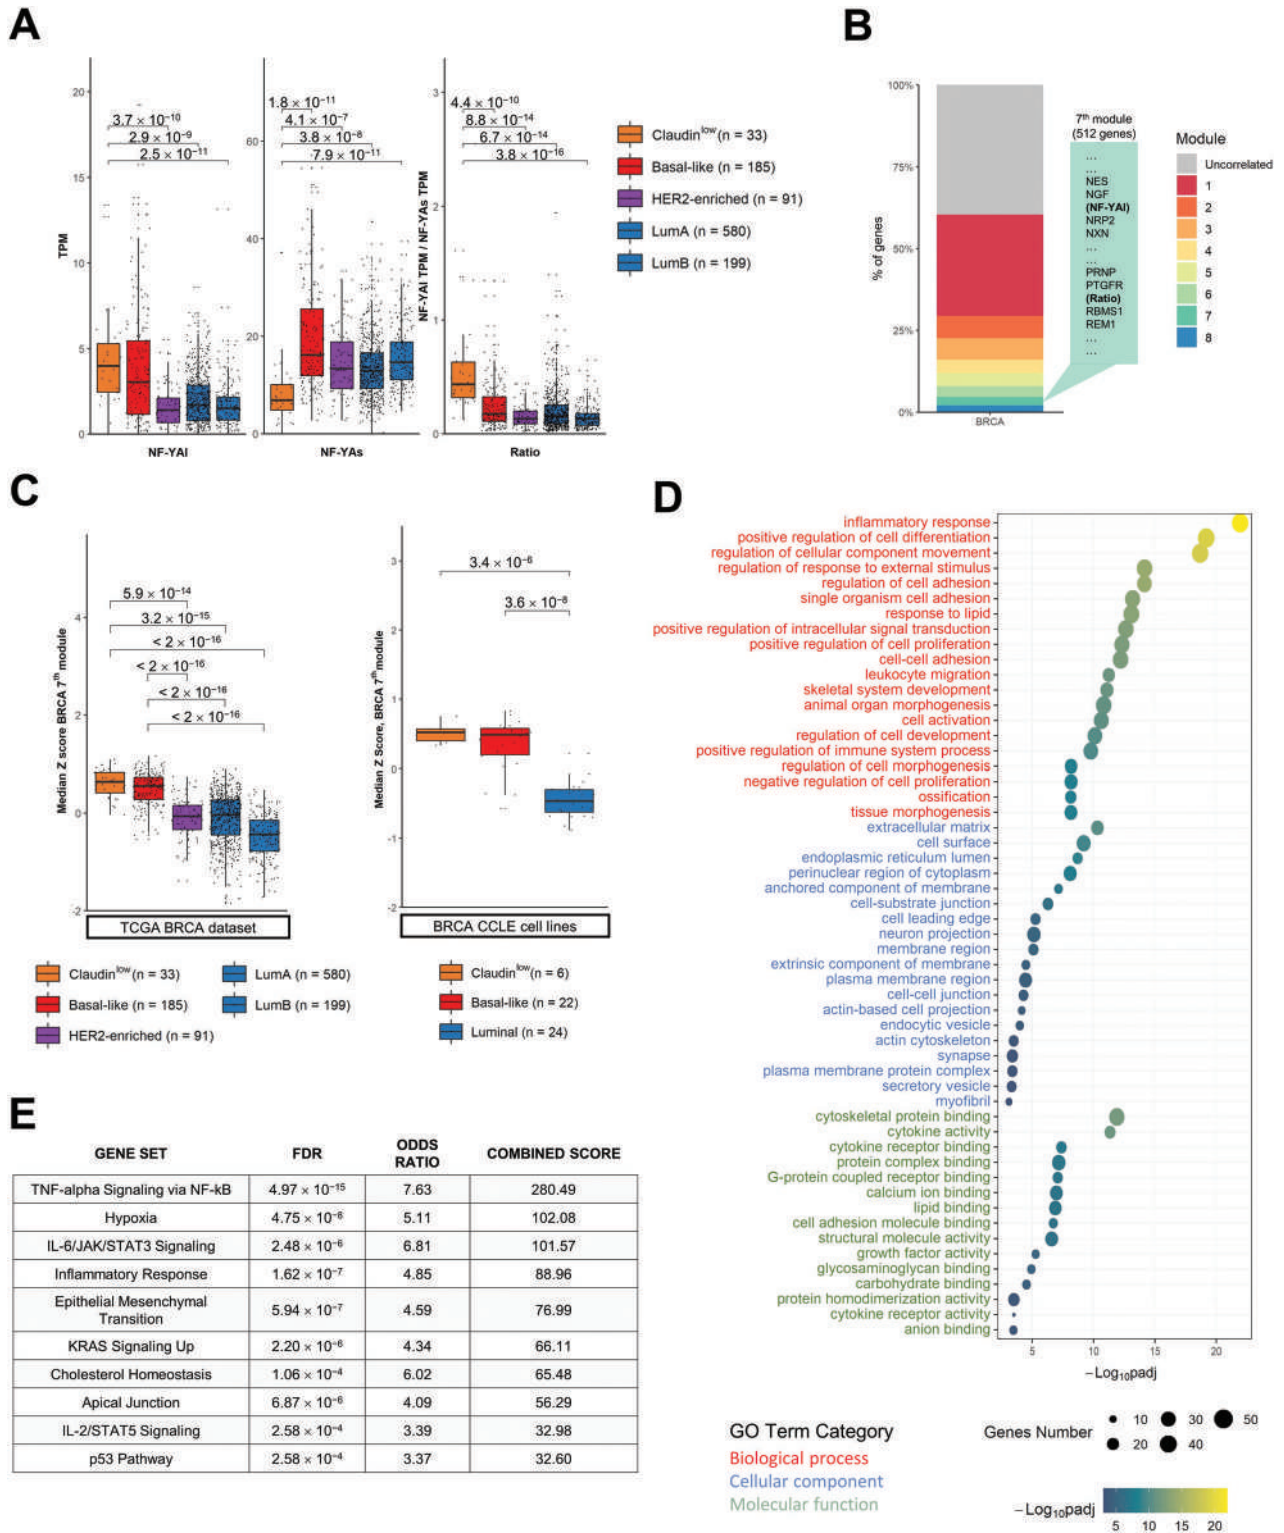 A
TPM
20
15
10
5
0
3.7 × 10⁻¹⁰
2.9 × 10⁻⁹
2.5 × 10⁻¹¹
NF-YAl
60
40
20
0
1.8 × 10⁻¹¹
4.1 × 10⁻⁷
3.8 × 10⁻⁸
7.9 × 10⁻¹¹
NF-YAs
NF-YAl TPM / NF-YAs TPM
3
2
1
0
4.4 × 10⁻¹⁰
8.8 × 10⁻¹⁴
6.7 × 10⁻¹⁴
3.8 × 10⁻¹⁶
Ratio
Claudin^low (n = 33)
Basal-like (n = 185)
HER2-enriched (n = 91)
LumA (n = 580)
LumB (n = 199)
B
% of genes
100%
75%
50%
25%
0%
BRCA
7th module
(512 genes)
...
...
NES
NGF
(NF-YAl)
NRP2
NXN
...
...
PRNP
PTGFR
(Ratio)
RBMS1
REM1
...
...
Module
Uncorrelated
1
2
3
4
5
6
7
8
C
Median Z score BRCA 7th module
4
2
0
-2
5.9 × 10⁻¹⁴
3.2 × 10⁻¹⁵
< 2 × 10⁻¹⁶
< 2 × 10⁻¹⁶
< 2 × 10⁻¹⁶
< 2 × 10⁻¹⁶
TCGA BRCA dataset
Claudin^low (n = 33)
Basal-like (n = 185)
HER2-enriched (n = 91)
LumA (n = 580)
LumB (n = 199)
Median Z Score, BRCA 7th module
3
2
1
0
-1
-2
3.4 × 10⁻⁶
3.6 × 10⁻⁸
BRCA CCLE cell lines
Claudin^low (n = 6)
Basal-like (n = 22)
Luminal (n = 24)
D
inflammatory response
positive regulation of cell differentiation
regulation of cellular component movement
regulation of response to external stimulus
regulation of cell adhesion
single organism cell adhesion
response to lipid
positive regulation of intracellular signal transduction
positive regulation of cell proliferation
cell-cell adhesion
leukocyte migration
skeletal system development
animal organ morphogenesis
cell activation
regulation of cell development
positive regulation of immune system process
regulation of cell morphogenesis
negative regulation of cell proliferation
ossification
tissue morphogenesis
extracellular matrix
cell surface
endoplasmic reticulum lumen
perinuclear region of cytoplasm
anchored component of membrane
cell-substrate junction
cell leading edge
neuron projection
membrane region
extrinsic component of membrane
plasma membrane region
cell-cell junction
actin-based cell projection
endocytic vesicle
actin cytoskeleton
synapse
plasma membrane protein complex
secretory vesicle
myofibril
cytoskeletal protein binding
cytokine activity
cytokine receptor binding
protein complex binding
G-protein coupled receptor binding
calcium ion binding
lipid binding
cell adhesion molecule binding
structural molecule activity
growth factor activity
glycosaminoglycan binding
carbohydrate binding
protein homodimerization activity
cytokine receptor activity
anion binding
5 10 15 20
−Log₁₀padj
GO Term Category
Biological process
Cellular component
Molecular function
Genes Number
10 30 50
20 40
−Log₁₀padj
5 10 15 20
E
GENE SET FDR ODDS RATIO COMBINED SCORE
TNF-alpha Signaling via NF-kB 4.97 × 10⁻¹⁵ 7.63 280.49
Hypoxia 4.75 × 10⁻⁶ 5.11 102.08
IL-6/JAK/STAT3 Signaling 2.48 × 10⁻⁶ 6.81 101.57
Inflammatory Response 1.62 × 10⁻⁷ 4.85 88.96
Epithelial Mesenchymal Transition 5.94 × 10⁻⁷ 4.59 76.99
KRAS Signaling Up 2.20 × 10⁻⁶ 4.34 66.11
Cholesterol Homeostasis 1.06 × 10⁻⁴ 6.02 65.48
Apical Junction 6.87 × 10⁻⁶ 4.09 56.29
IL-2/STAT5 Signaling 2.58 × 10⁻⁴ 3.39 32.98
p53 Pathway 2.58 × 10⁻⁴ 3.37 32.60